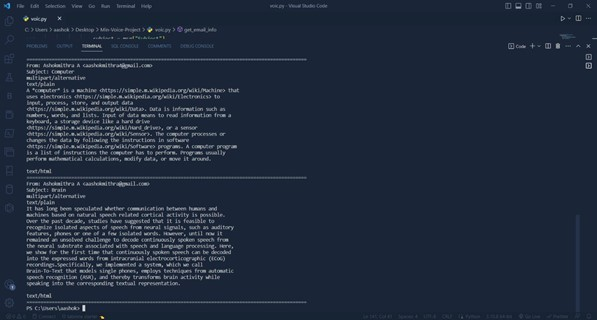 File Edit Selection View Go Run Terminal Help
voic.py - Visual Studio Code
voic.py
C: > Users > aashok > Desktop > Mix-Voice-Project > voic.py > get_email_info
PROBLEMS OUTPUT TERMINAL SQL CONSOLE COMMENTS DEBUG CONSOLE
Code
From: Ashokmithra A <aashokmithra4@gmail.com>
Subject: Computer
multipart/alternative
text/plain
A "computer" is a machine <https://simple.m.wikipedia.org/wiki/Machine> that
uses electronics <https://simple.m.wikipedia.org/wiki/Electronics> to
input, process, store, and output data
<https://simple.m.wikipedia.org/wiki/Data>. Data is information such as
numbers, words, and lists. Input of data means to read information from a
keyboard, a storage device like a hard drive
<https://simple.m.wikipedia.org/wiki/Hard_drive>, or a sensor
<https://simple.m.wikipedia.org/wiki/Sensor>. The computer processes or
changes the data by following the instructions in software
<https://simple.m.wikipedia.org/wiki/Software> programs. A computer program
is a list of instructions the computer has to perform. Programs usually
perform mathematical calculations, modify data, or move it around.
text/html
From: Ashokmithra A <aashokmithra4@gmail.com>
Subject: Brain
multipart/alternative
text/plain
It has long been speculated whether communication between humans and
machines based on natural speech related cortical activity is possible.
Over the past decade, studies have suggested that it is feasible to
recognize isolated aspects of speech from neural signals, such as auditory
features, phones or one of a few isolated words. However, until now it
remained an unsolved challenge to decode continuously spoken speech from
the neural substrate associated with speech and language processing. Here,
we show for the first time that continuously spoken speech can be decoded
into the expressed words from intracranial electrocorticographic (ECoG)
recordings.Specifically, we implemented a system, which we call
Brain-To-Text that models single phones, employs techniques from automatic
speech recognition (ASR), and thereby transforms brain activity while
speaking into the corresponding textual representation.
text/html
PS C:\Users\aashok>